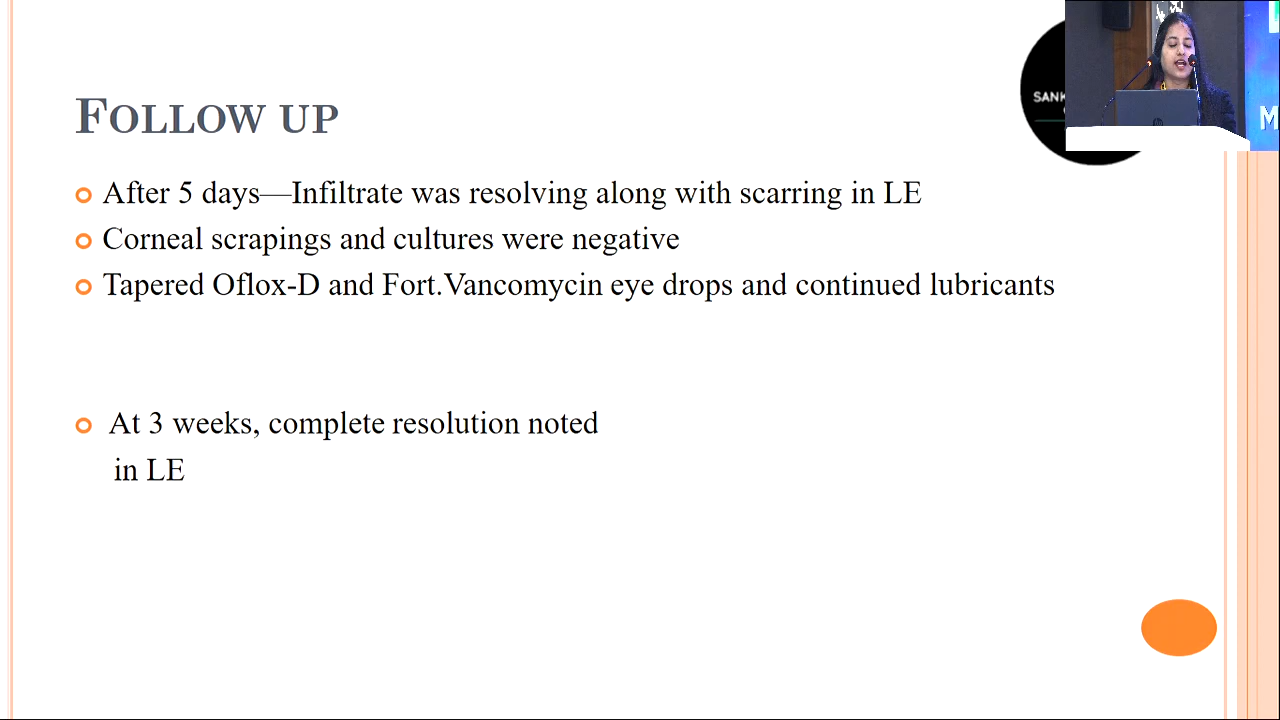 FOLLOW UP
SANK
After 5 days—Infiltrate was resolving along with scarring in LE
Corneal scrapings and cultures were negative
Tapered Oflox-D and Fort.Vancomycin eye drops and continued lubricants
At 3 weeks, complete resolution noted
in LE